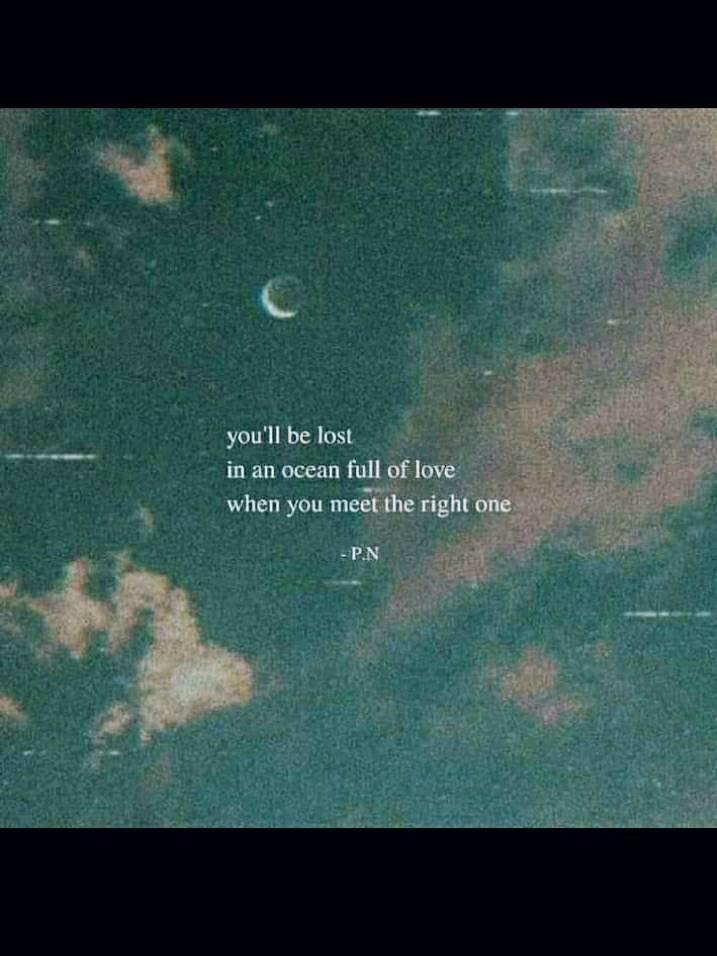 you'll be lost
in an ocean full of love
when you meet the right one
- P.N